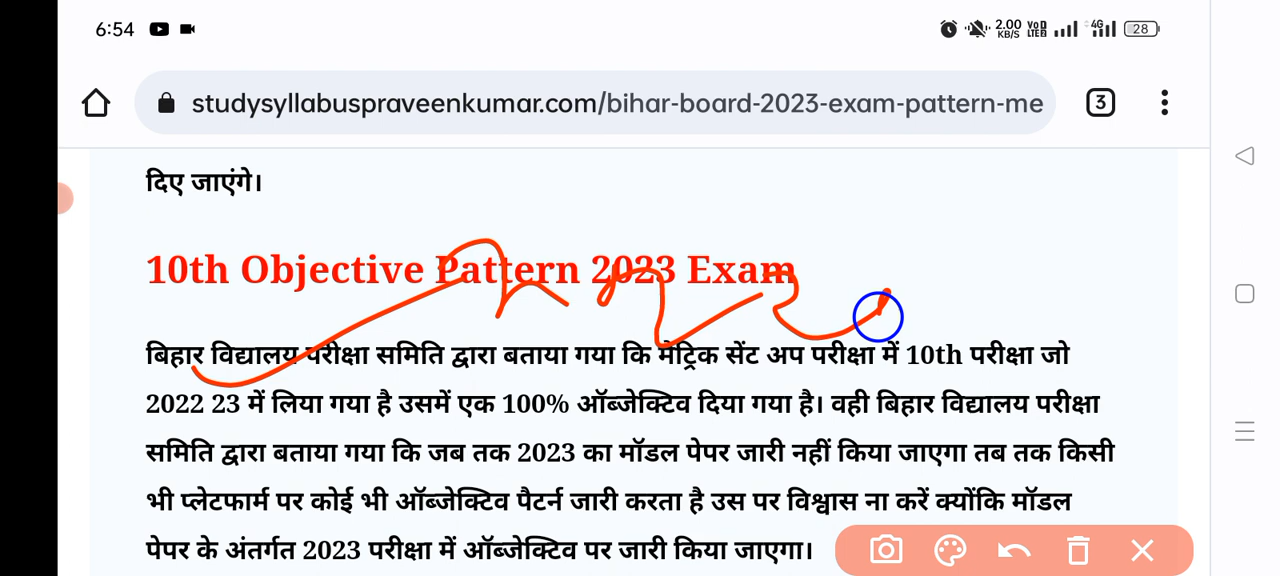 6:54 2.00 KB/S VoD LTE2 4G 28
studysyllabuspraveenkumar.com/bihar-board-2023-exam-pattern-me 3
दिए जाएंगे।
10th Objective Pattern 2023 Exam
बिहार विद्यालय परीक्षा समिति द्वारा बताया गया कि मेट्रिक सेंट अप परीक्षा में 10th परीक्षा जो
2022 23 में लिया गया है उसमें एक 100% ऑब्जेक्टिव दिया गया है। वही बिहार विद्यालय परीक्षा
समिति द्वारा बताया गया कि जब तक 2023 का मॉडल पेपर जारी नहीं किया जाएगा तब तक किसी
भी प्लेटफार्म पर कोई भी ऑब्जेक्टिव पैटर्न जारी करता है उस पर विश्वास ना करें क्योंकि मॉडल
पेपर के अंतर्गत 2023 परीक्षा में ऑब्जेक्टिव पर जारी किया जाएगा।